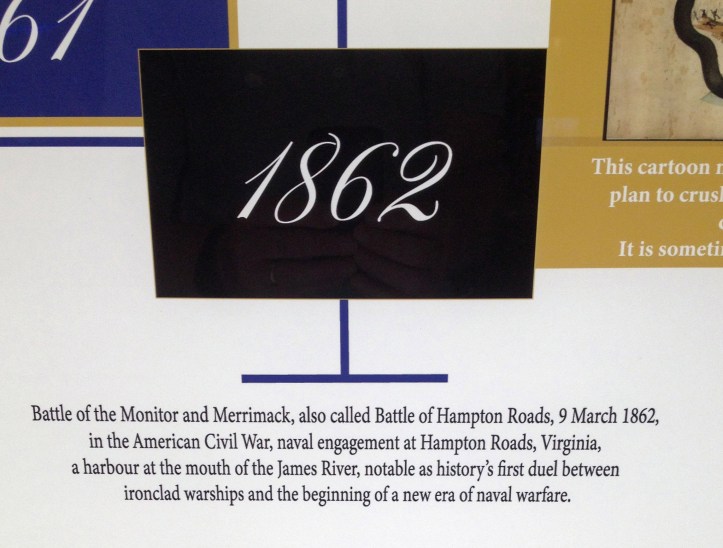 61
1862
This cartoon
plan to crush
It is
Battle of the Monitor and Merrimack, also called Battle of Hampton Roads, 9 March 1862,
in the American Civil War, naval engagement at Hampton Roads, Virginia,
a harbour at the mouth of the James River, notable as history's first duel between
ironclad warships and the beginning of a new era of naval warfare.